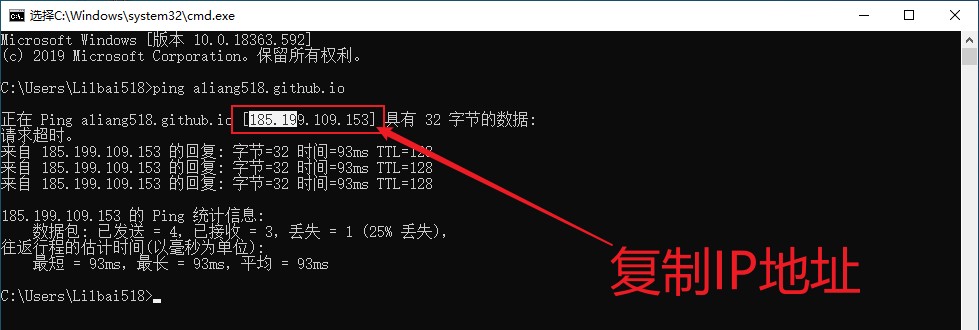 选择C:\Windows\system32\cmd.exe
Microsoft Windows [版本 10.0.18363.592]
(c) 2019 Microsoft Corporation。保留所有权利。
C:\Users\Lilbai518>ping aliang518.github.io
正在 Ping aliang518.github.io [185.199.109.153] 具有 32 字节的数据:
请求超时。
来自 185.199.109.153 的回复: 字节=32 时间=93ms TTL=128
来自 185.199.109.153 的回复: 字节=32 时间=93ms TTL=128
来自 185.199.109.153 的回复: 字节=32 时间=93ms TTL=128
185.199.109.153 的 Ping 统计信息:
数据包: 已发送 = 4，已接收 = 3，丢失 = 1 (25% 丢失)，
往返行程的估计时间(以毫秒为单位):
最短 = 93ms，最长 = 93ms，平均 = 93ms
复制IP地址
C:\Users\Lilbai518>